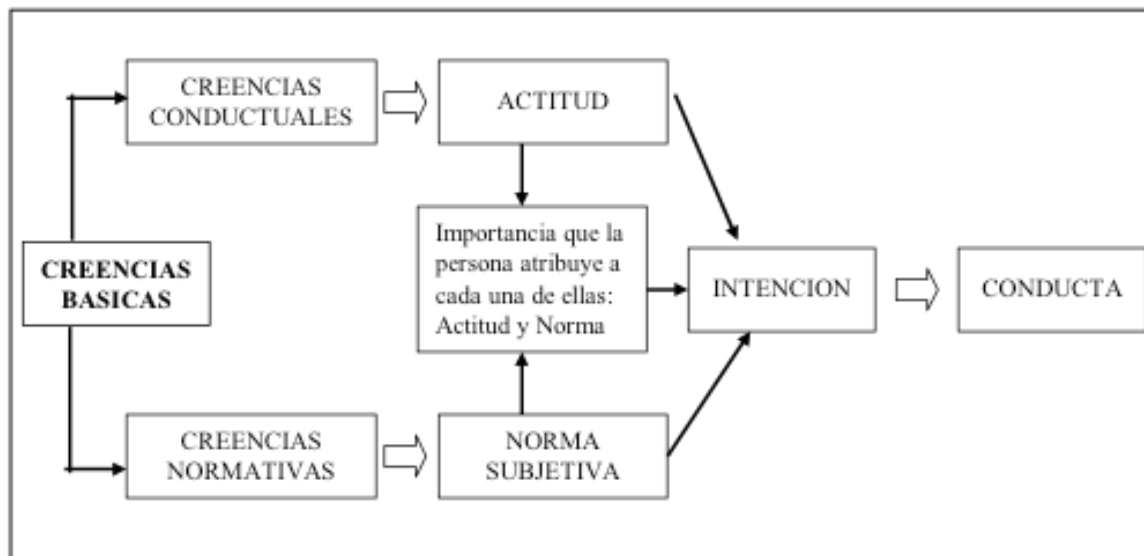 CREENCIAS
CONDUCTUALES
ACTITUD
CREENCIAS
BASICAS
Importancia que la
persona atribuye a
cada una de ellas:
Actitud y Norma
INTENCION
CONDUCTA
CREENCIAS
NORMATIVAS
NORMA
SUBJETIVA